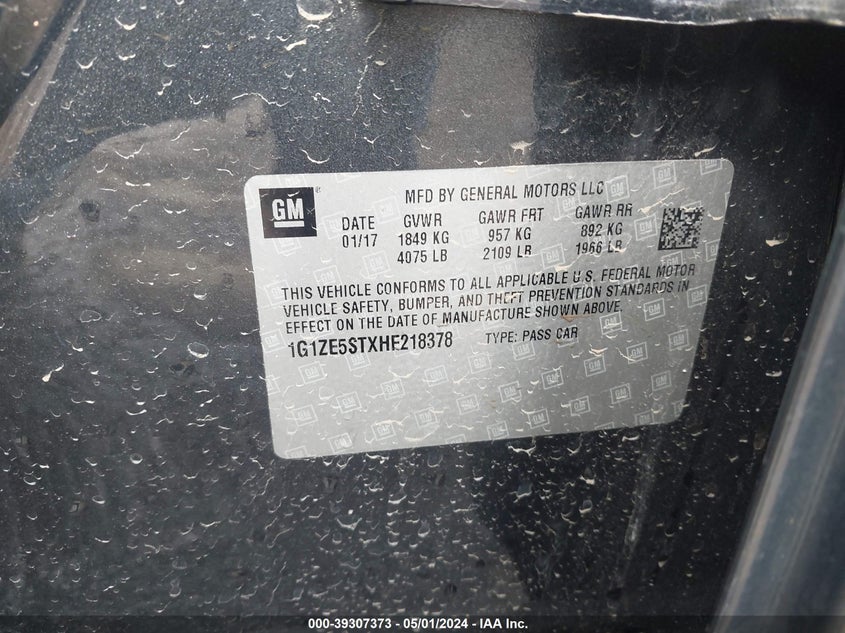 GM
MFD BY GENERAL MOTORS LLC
DATE GVWR GAWR FRT GAWR RR
01/17 1849 KG 957 KG 892 KG
4075 LB 2109 LB 1966 LB
THIS VEHICLE CONFORMS TO ALL APPLICABLE U.S. FEDERAL MOTOR
VEHICLE SAFETY, BUMPER, AND THEFT PREVENTION STANDARDS IN
EFFECT ON THE DATE OF MANUFACTURE SHOWN ABOVE.
1G1ZE5STXHF218378 TYPE: PASS CAR
000-39307373 — 05/01/2024 — IAA Inc.